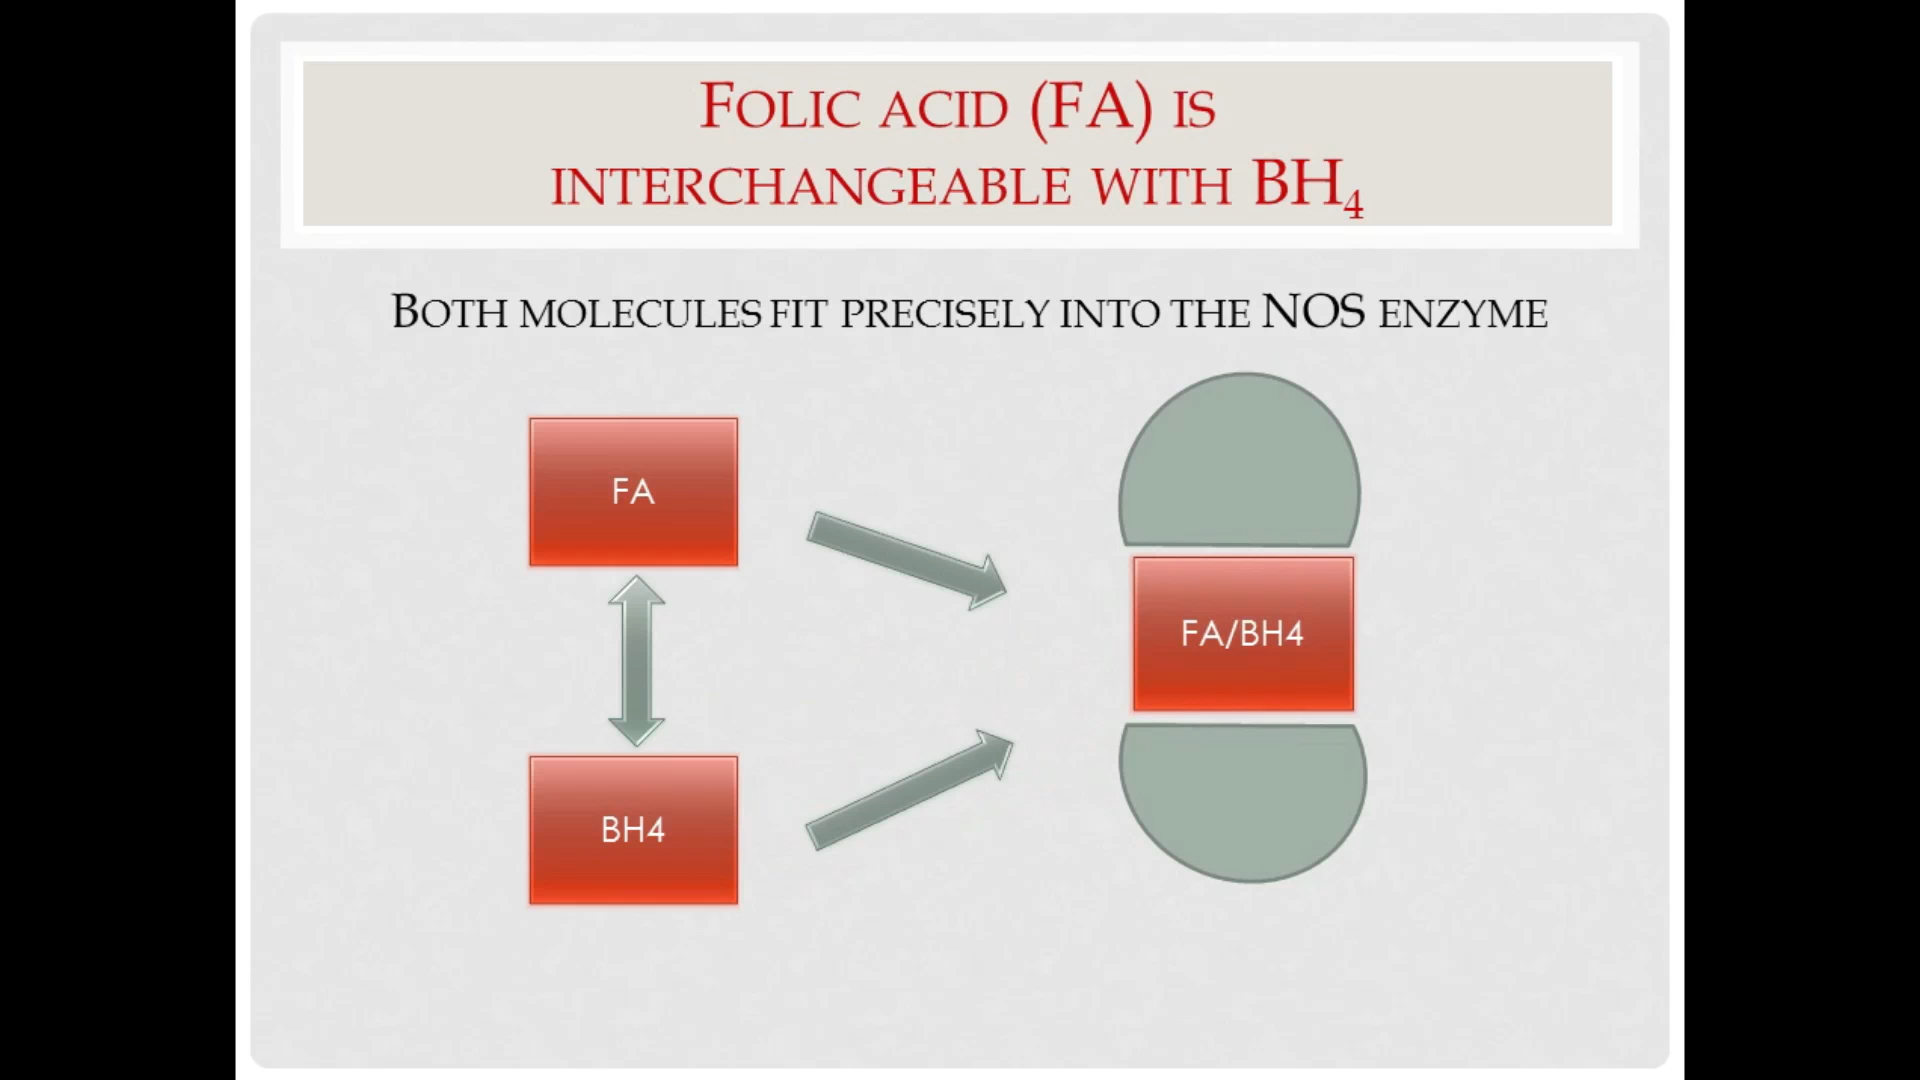 FOLIC ACID (FA) IS
INTERCHANGEABLE WITH BH4
BOTH MOLECULES FIT PRECISELY INTO THE NOS ENZYME
FA
FA/BH4
BH4